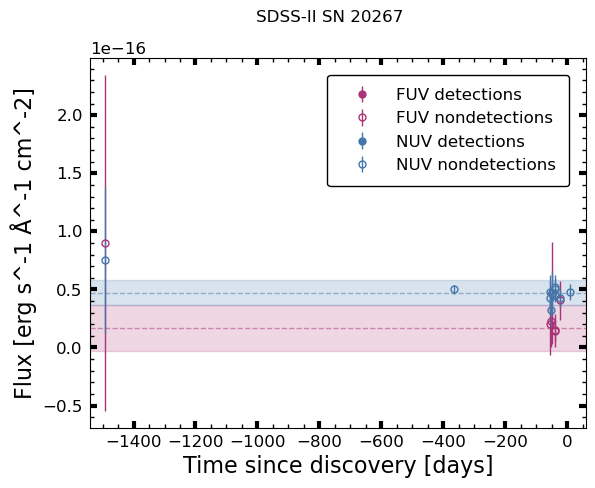 SDSS-II SN 20267
1e−16
FUV detections
FUV nondetections
NUV detections
NUV nondetections
2.0
1.5
1.0
0.5
0.0
−0.5
Flux [erg s^-1 Å^-1 cm^-2]
−1400 −1200 −1000 −800 −600 −400 −200 0
Time since discovery [days]